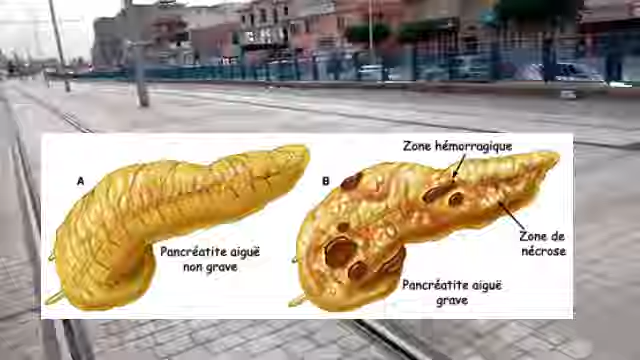 A
Pancréatite aiguë
non grave
Zone hémorragique
B
Zone de
nécrose
Pancréatite aiguë
grave